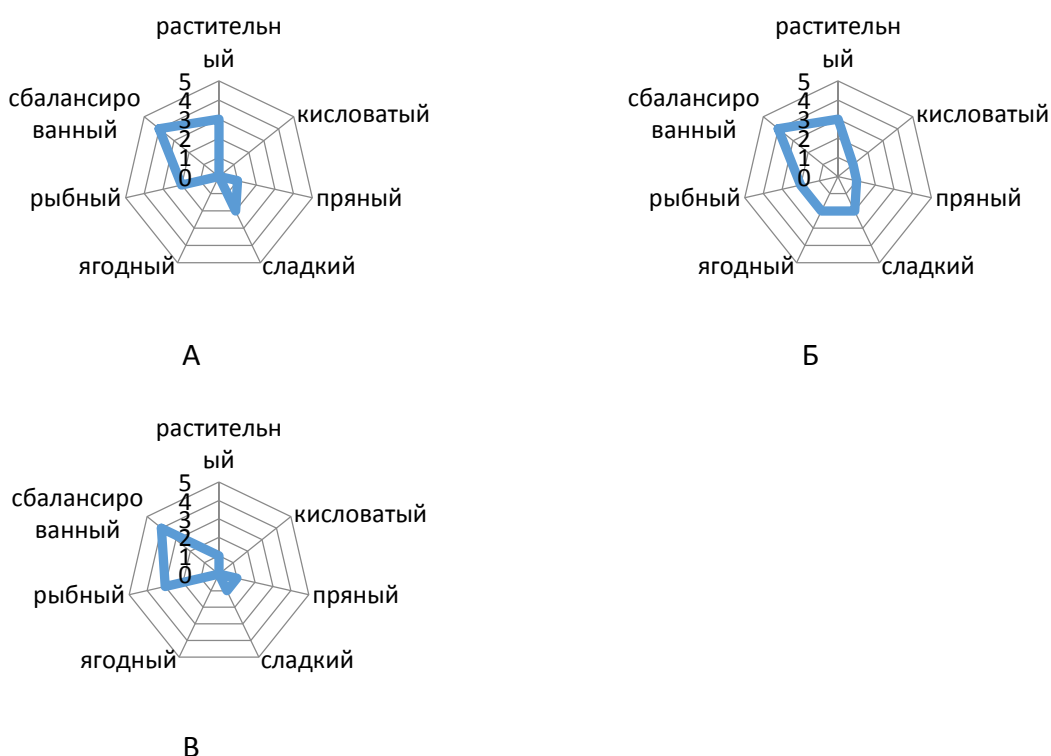 растительн
ый
кисловатый
пряный
сладкий
ягодный
рыбный
сбалансиро
ванный
5
4
3
2
1
0
А
растительн
ый
кисловатый
пряный
сладкий
ягодный
рыбный
сбалансиро
ванный
5
4
3
2
1
0
Б
растительн
ый
кисловатый
пряный
сладкий
ягодный
рыбный
сбалансиро
ванный
5
4
3
2
1
0
В